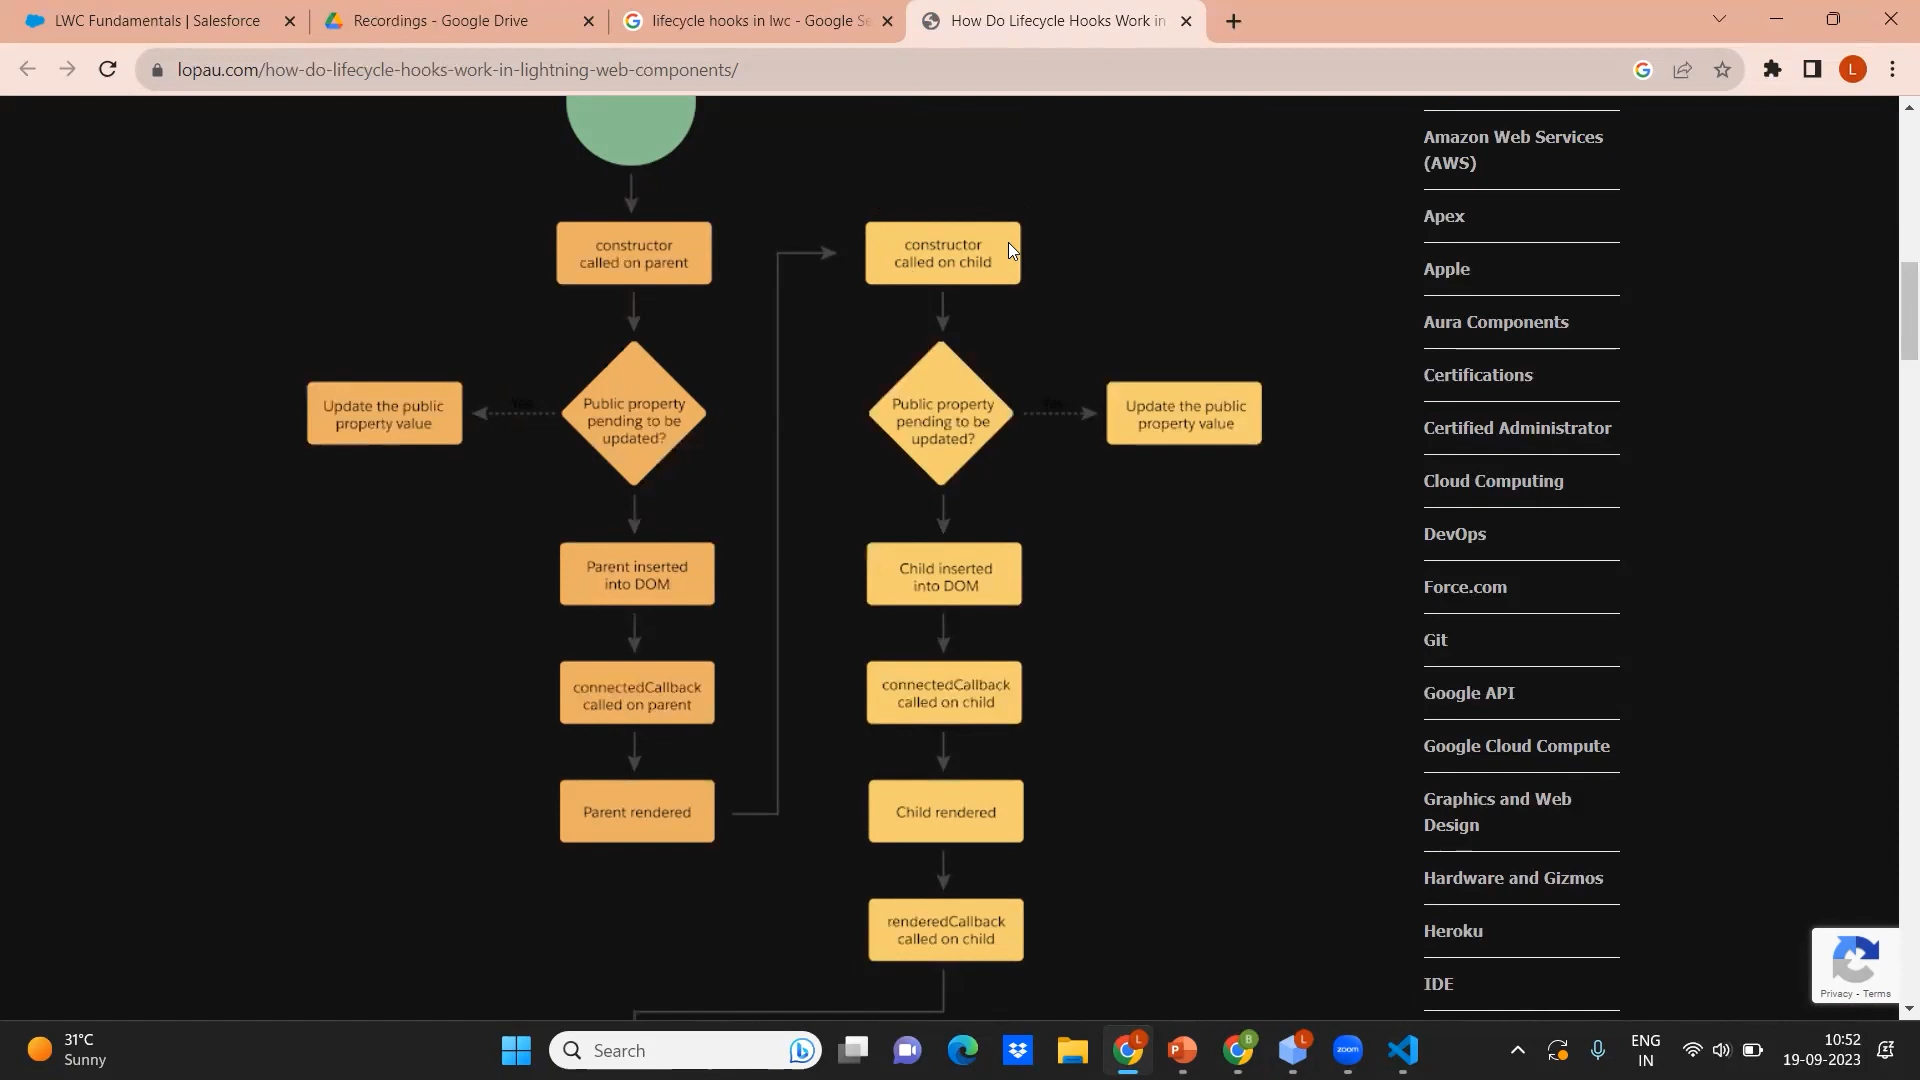 LWC Fundamentals | Salesforce
Recordings - Google Drive
lifecycle hooks in lwc - Google Se
How Do Lifecycle Hooks Work in
lopau.com/how-do-lifecycle-hooks-work-in-lightning-web-components/
L
constructor
called on parent
Public property
pending to be
updated?
Yes
Update the public
property value
Parent inserted
into DOM
connectedCallback
called on parent
Parent rendered
constructor
called on child
Public property
pending to be
updated?
Yes
Update the public
property value
Child inserted
into DOM
connectedCallback
called on child
Child rendered
renderedCallback
called on child
Amazon Web Services
(AWS)
Apex
Apple
Aura Components
Certifications
Certified Administrator
Cloud Computing
DevOps
Force.com
Git
Google API
Google Cloud Compute
Graphics and Web
Design
Hardware and Gizmos
Heroku
IDE
Privacy - Terms
31°C
Sunny
Search
L
B
L
zoom
ENG
IN
10:52
19-09-2023